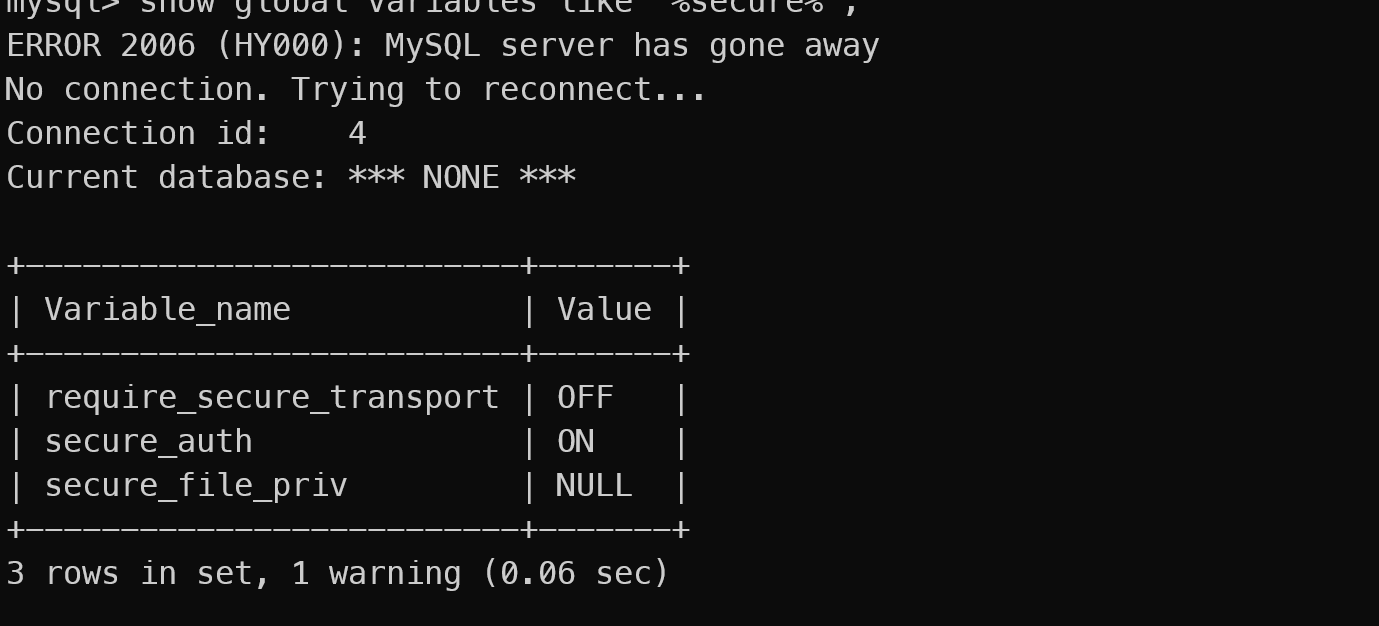 mysql> show global variables like '%secure%';
ERROR 2006 (HY000): MySQL server has gone away
No connection. Trying to reconnect...
Connection id:    4
Current database: *** NONE ***

+--------------------------+-------+
| Variable_name            | Value |
+--------------------------+-------+
| require_secure_transport | OFF   |
| secure_auth              | ON    |
| secure_file_priv         | NULL  |
+--------------------------+-------+
3 rows in set, 1 warning (0.06 sec)